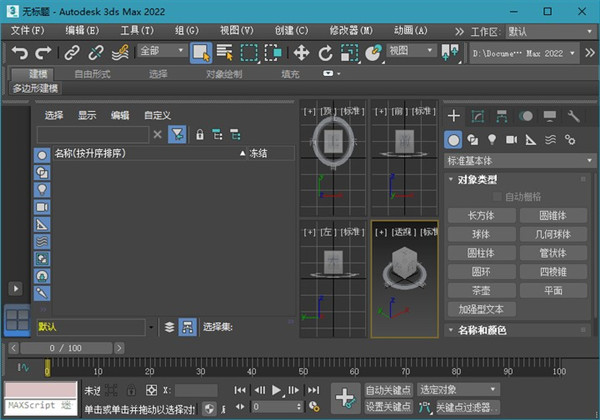 无标题 - Autodesk 3ds Max 2022
文件(F) 编辑(E) 工具(T) 组(G) 视图(V) 创建(C) 修改器(M) 动画(A) 工作区: 默认
全部 视图 D:\Docume… Max 2022
建模 自由形式 选择 对象绘制 填充
多边形建模
选择 显示 编辑 自定义
名称(按升序排序) 冻结
[+] [顶] [标准]
[+] [前] [标准]
[+] [左] [标准]
[+] [透视] [标准]
标准基本体
对象类型
自动栅格
长方体 圆锥体
球体 几何球体
圆柱体 管状体
圆环 四棱锥
茶壶 平面
加强型文本
名称和颜色
默认 选择集:
0 / 100
0 10 20 30 40 50 60 70 80 90 100
未 X: 自动关键点 选定对象
MAXScript 单击或单击并拖动以选择对 0 设置关键点 关键点过滤器...